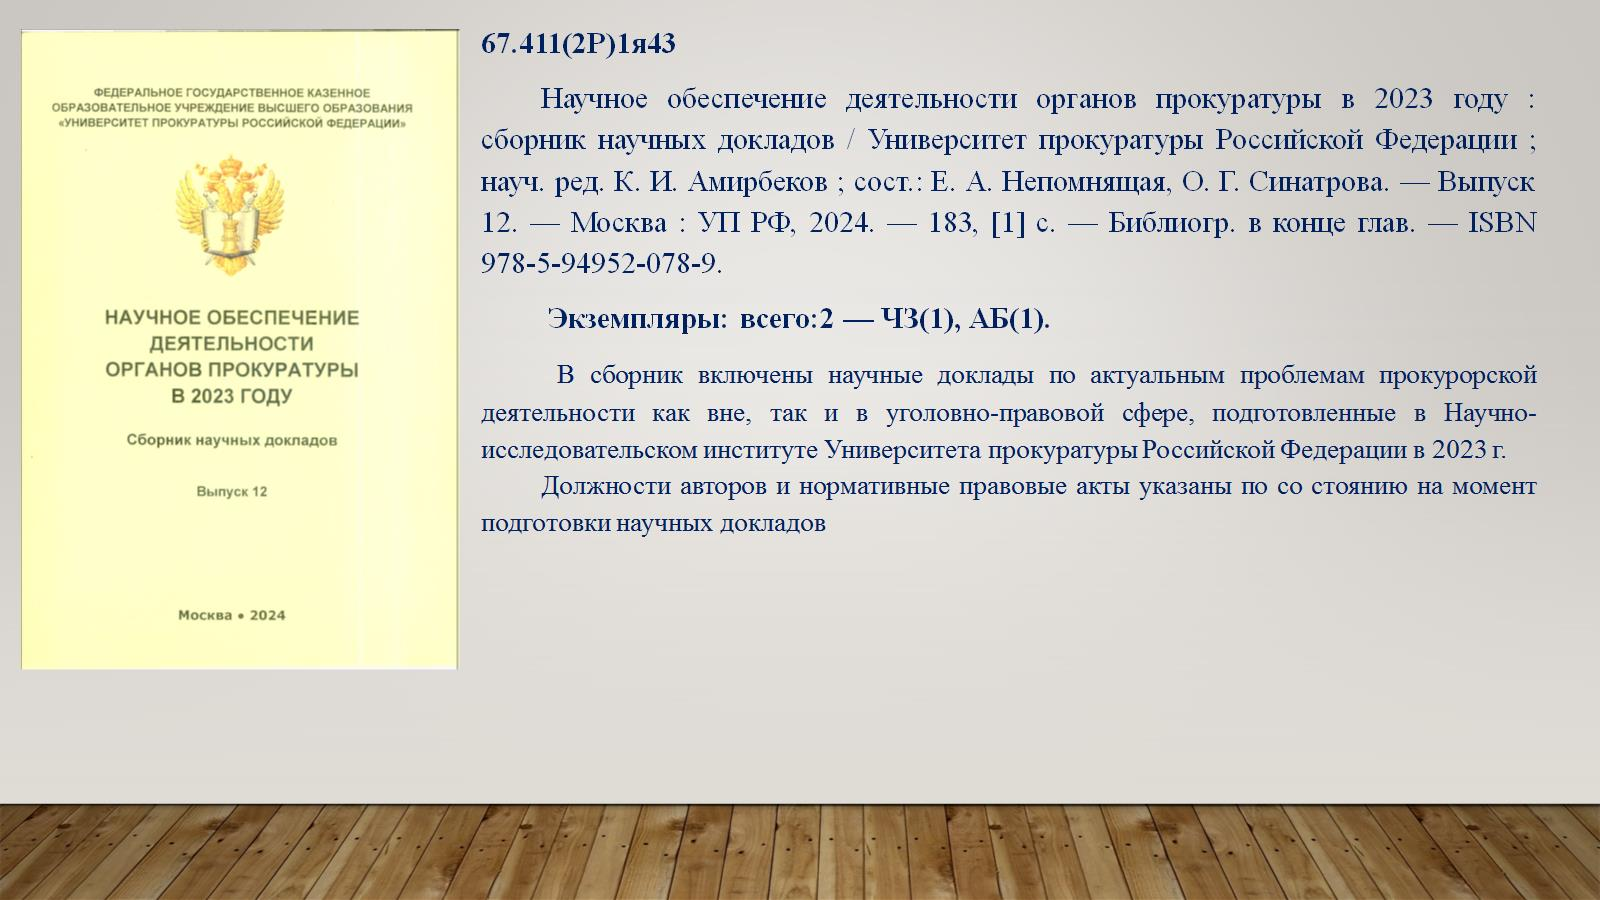 ФЕДЕРАЛЬНОЕ ГОСУДАРСТВЕННОЕ КАЗЕННОЕ
ОБРАЗОВАТЕЛЬНОЕ УЧРЕЖДЕНИЕ ВЫСШЕГО ОБРАЗОВАНИЯ
«УНИВЕРСИТЕТ ПРОКУРАТУРЫ РОССИЙСКОЙ ФЕДЕРАЦИИ»
НАУЧНОЕ ОБЕСПЕЧЕНИЕ
ДЕЯТЕЛЬНОСТИ
ОРГАНОВ ПРОКУРАТУРЫ
В 2023 ГОДУ
Сборник научных докладов
Выпуск 12
Москва • 2024
67.411(2Р)1я43
Научное обеспечение деятельности органов прокуратуры в 2023 году :
сборник научных докладов / Университет прокуратуры Российской Федерации ;
науч. ред. К. И. Амирбеков ; сост.: Е. А. Непомнящая, О. Г. Синатрова. — Выпуск
12. — Москва : УП РФ, 2024. — 183, [1] с. — Библиогр. в конце глав. — ISBN
978-5-94952-078-9.
Экземпляры: всего:2 — ЧЗ(1), АБ(1).
В сборник включены научные доклады по актуальным проблемам прокурорской
деятельности как вне, так и в уголовно-правовой сфере, подготовленные в Научно-
исследовательском институте Университета прокуратуры Российской Федерации в 2023 г.
Должности авторов и нормативные правовые акты указаны по со стоянию на момент
подготовки научных докладов